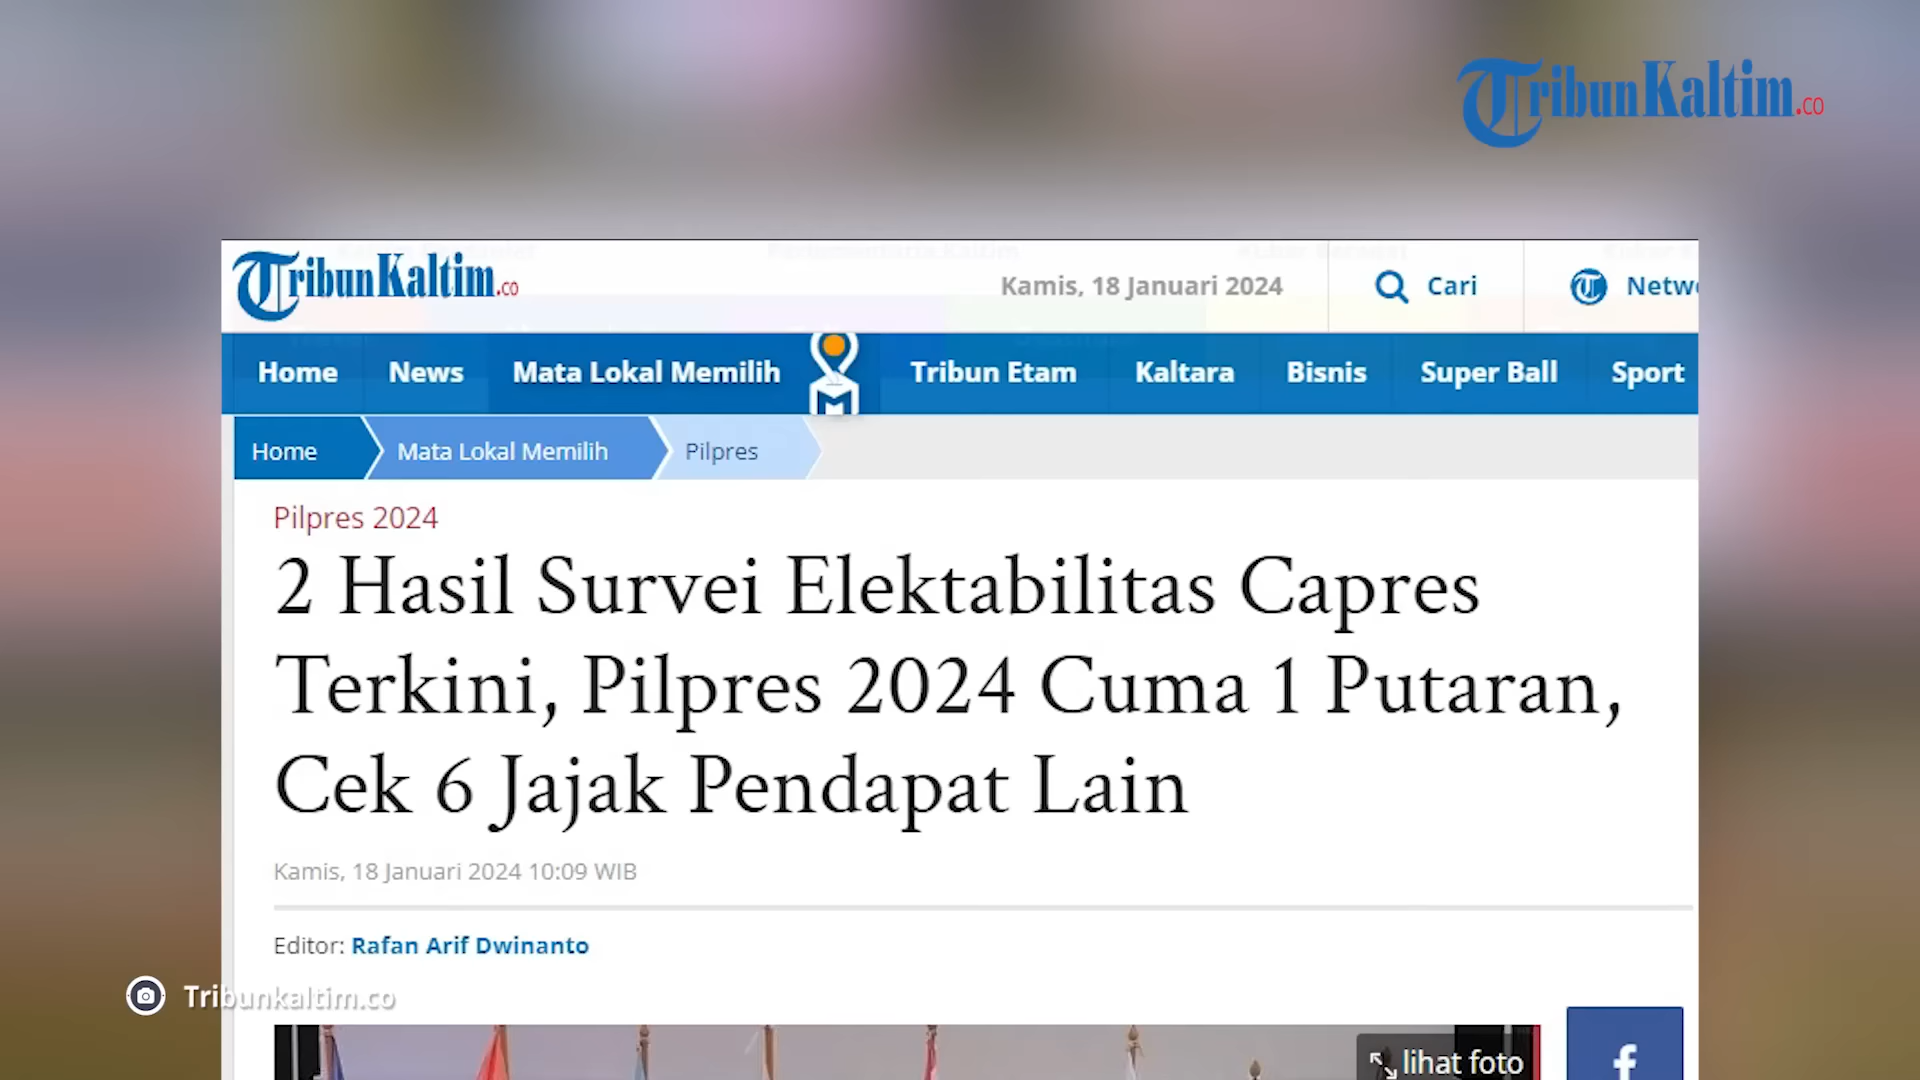 TribunKaltim.co
TribunKaltim.co
Kamis, 18 Januari 2024
Cari
Home
News
Mata Lokal Memilih
Tribun Etam
Kaltara
Bisnis
Super Ball
Sport
Home
Mata Lokal Memilih
Pilpres
Pilpres 2024
2 Hasil Survei Elektabilitas Capres
Terkini, Pilpres 2024 Cuma 1 Putaran,
Cek 6 Jajak Pendapat Lain
Kamis, 18 Januari 2024 10:09 WIB
Editor: Rafan Arif Dwinanto
Tribunkaltim.co
lihat foto